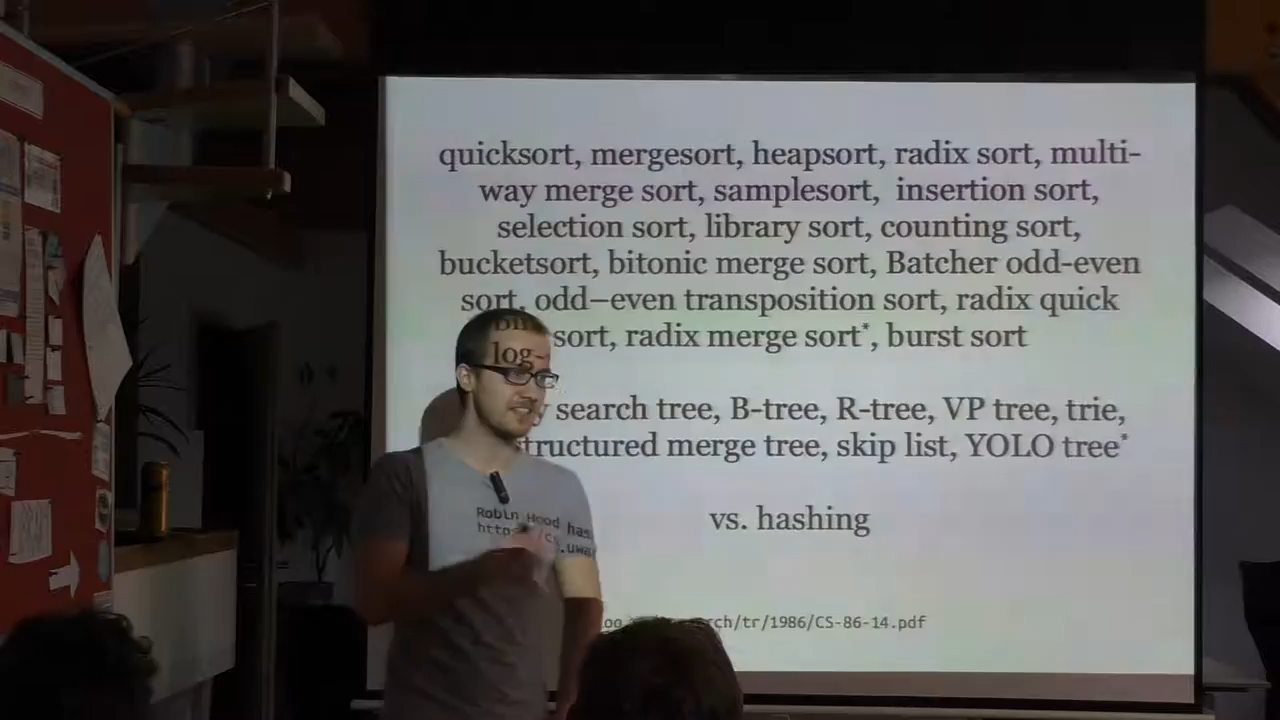 quicksort, mergesort, heapsort, radix sort, multi-
way merge sort, samplesort, insertion sort,
selection sort, library sort, counting sort,
bucketsort, bitonic merge sort, Batcher odd-even
sort, odd–even transposition sort, radix quick
sort, radix merge sort*, burst sort
search tree, B-tree, R-tree, VP tree, trie,
log-structured merge tree, skip list, YOLO tree*
vs. hashing
Robin Hood has
/tr/1986/CS-86-14.pdf